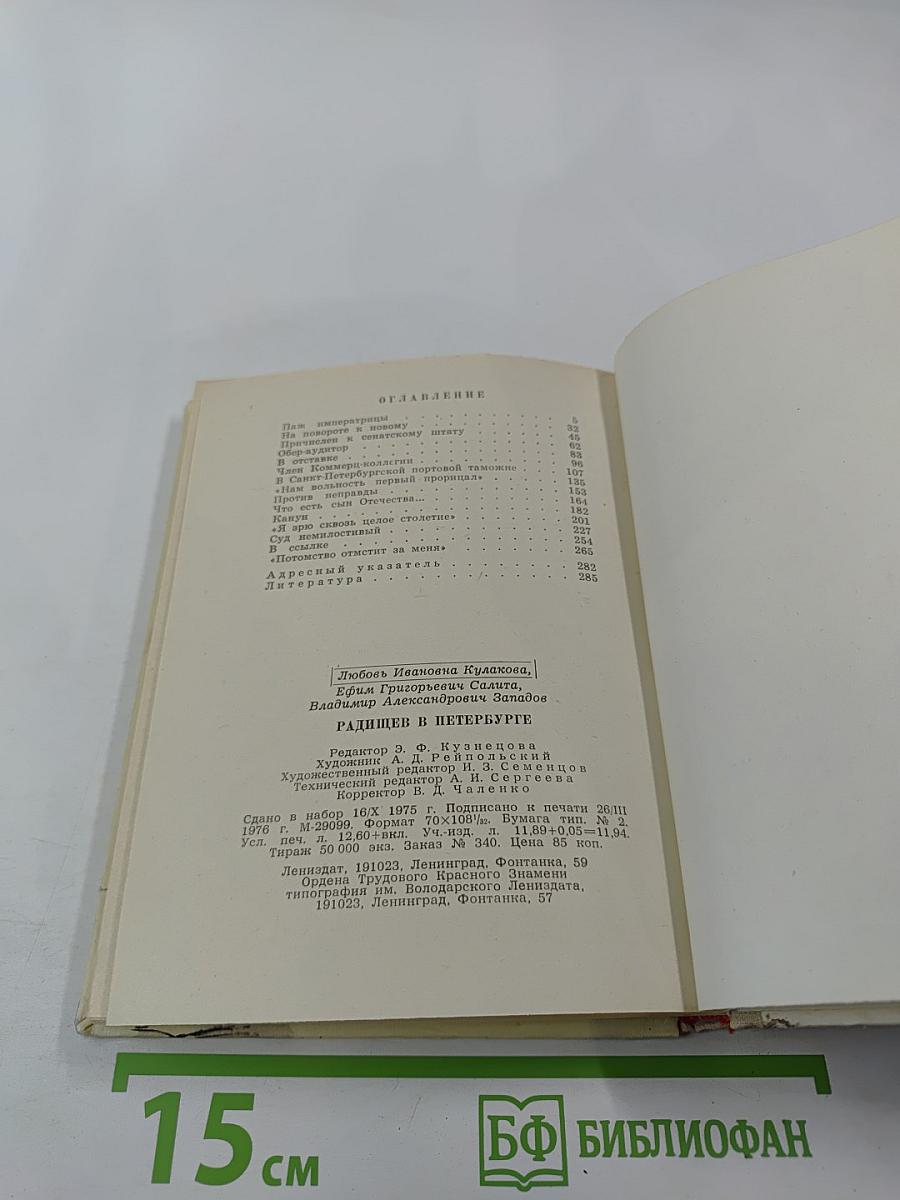 ОГЛАВЛЕНИЕ
Паж императрицы . . . . . . . . . . 5
На повороте к новому . . . . . . . . 32
Причислен к сенатскому штату . . . . . 45
Обер-аудитор . . . . . . . . . . . 62
В отставке . . . . . . . . . . . . 83
Член Коммерц-коллегии . . . . . . . . 96
В Санкт-Петербургской портовой таможне . . . 107
«Нам вольность первый прорицал» . . . . . 135
Против неправды . . . . . . . . . . 153
Что есть сын Отечества... . . . . . . . 164
Канун . . . . . . . . . . . . . . 182
«Я зрю сквозь целое столетие» . . . . . . 201
Суд немилостивый . . . . . . . . . . 227
В ссылке . . . . . . . . . . . . . 254
«Потомство отмстит за меня» . . . . . . 265
Адресный указатель . . . . . . . . 282
Литература . . . . . . . . . . . . 285
Любовь Ивановна Кулакова,
Ефим Григорьевич Салита,
Владимир Александрович Западов
РАДИЩЕВ В ПЕТЕРБУРГЕ
Редактор Э. Ф. Кузнецова
Художник А. Д. Рейпольский
Художественный редактор И. З. Семенцов
Технический редактор А. И. Сергеева
Корректор В. Д. Чаленко
Сдано в набор 16/X 1975 г. Подписано к печати 26/III
1976 г. М-29099. Формат 70×108¹/₃₂. Бумага тип. № 2.
Усл. печ. л. 12,60+вкл. Уч.-изд. л. 11,89+0,05=11,94.
Тираж 50 000 экз. Заказ № 340. Цена 85 коп.
Лениздат, 191023, Ленинград, Фонтанка, 59
Ордена Трудового Красного Знамени
типография им. Володарского Лениздата,
191023, Ленинград, Фонтанка, 57
15 см
БФ БИБЛИОФАН